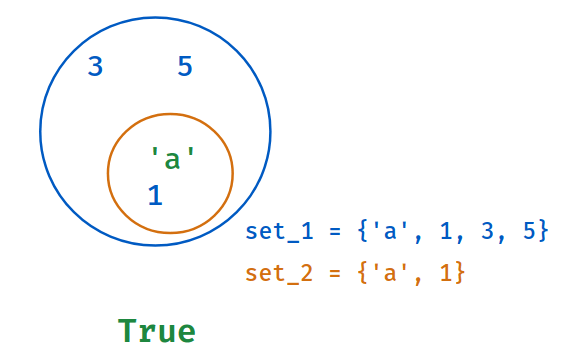 3 5
'a'
1
set_1 = {'a', 1, 3, 5}
set_2 = {'a', 1}
True